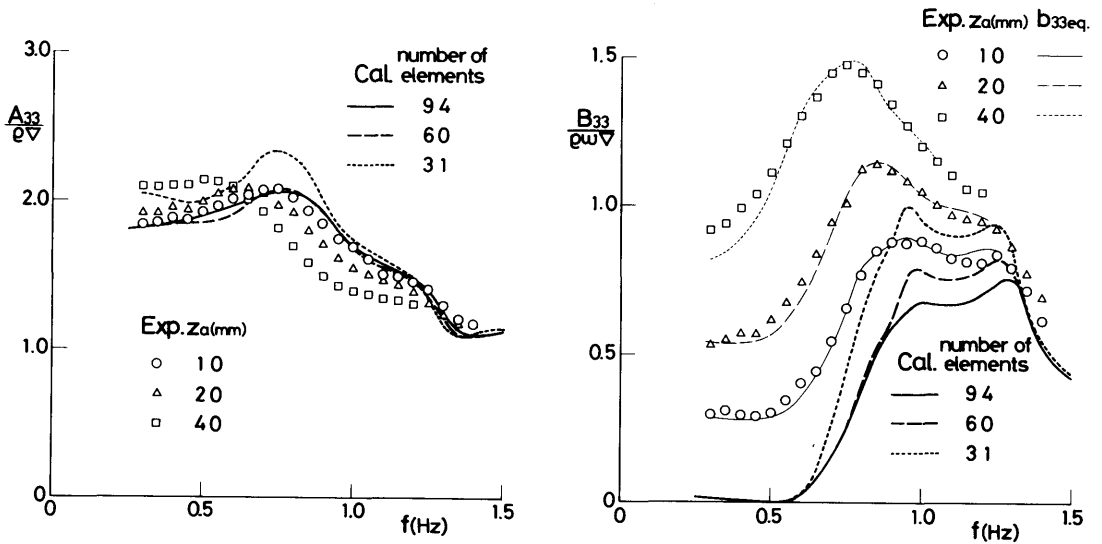 3.0
2.0
1.0
0
A33
ϱ∇
number of
Cal. elements
94
60
31
Exp. za(mm)
10
20
40
0
0.5
1.0
1.5
f(Hz)
Exp. za(mm) b33eq.
10
20
40
1.5
1.0
0.5
0
B33
ϱω∇
number of
Cal. elements
94
60
31
0
0.5
1.0
1.5
f(Hz)